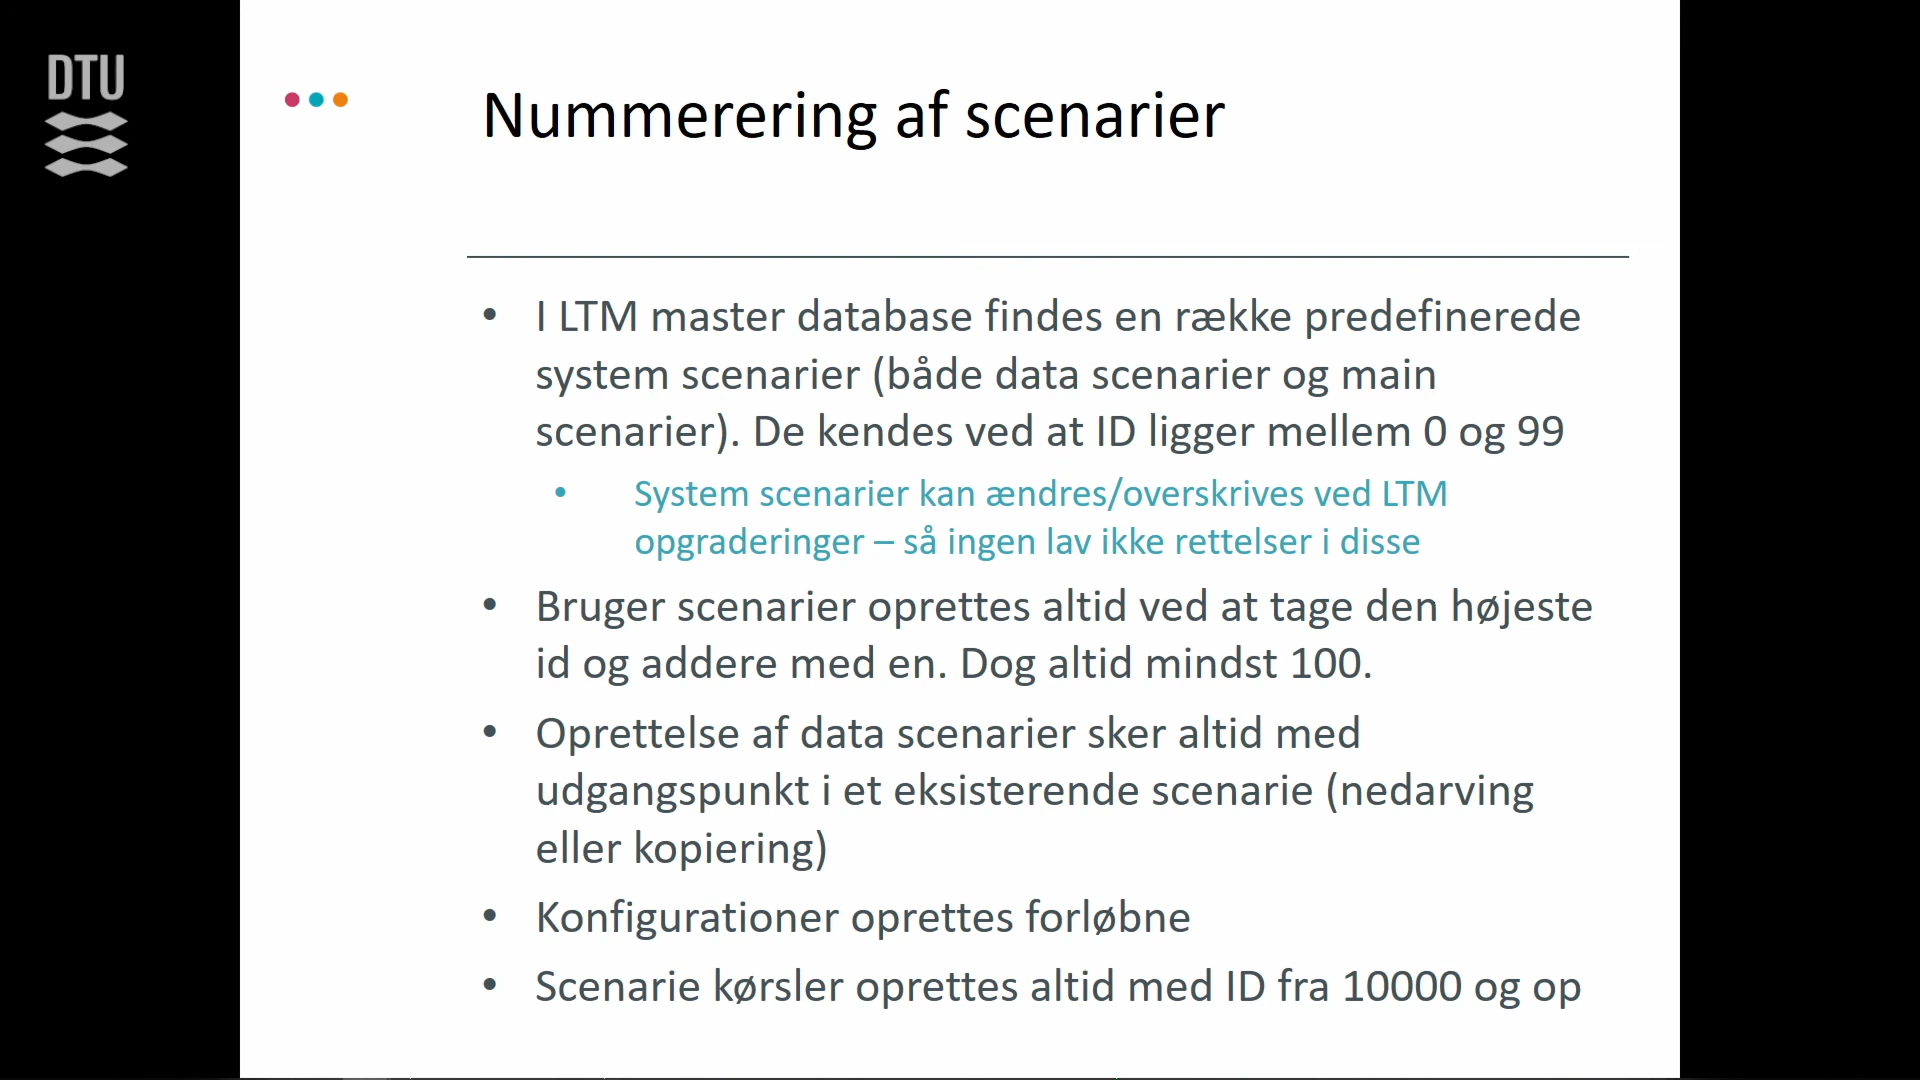 DTU
Nummerering af scenarier
• I LTM master database findes en række predefinerede
system scenarier (både data scenarier og main
scenarier). De kendes ved at ID ligger mellem 0 og 99
• System scenarier kan ændres/overskrives ved LTM
opgraderinger – så ingen lav ikke rettelser i disse
• Bruger scenarier oprettes altid ved at tage den højeste
id og addere med en. Dog altid mindst 100.
• Oprettelse af data scenarier sker altid med
udgangspunkt i et eksisterende scenarie (nedarving
eller kopiering)
• Konfigurationer oprettes forløbne
• Scenarie kørsler oprettes altid med ID fra 10000 og op